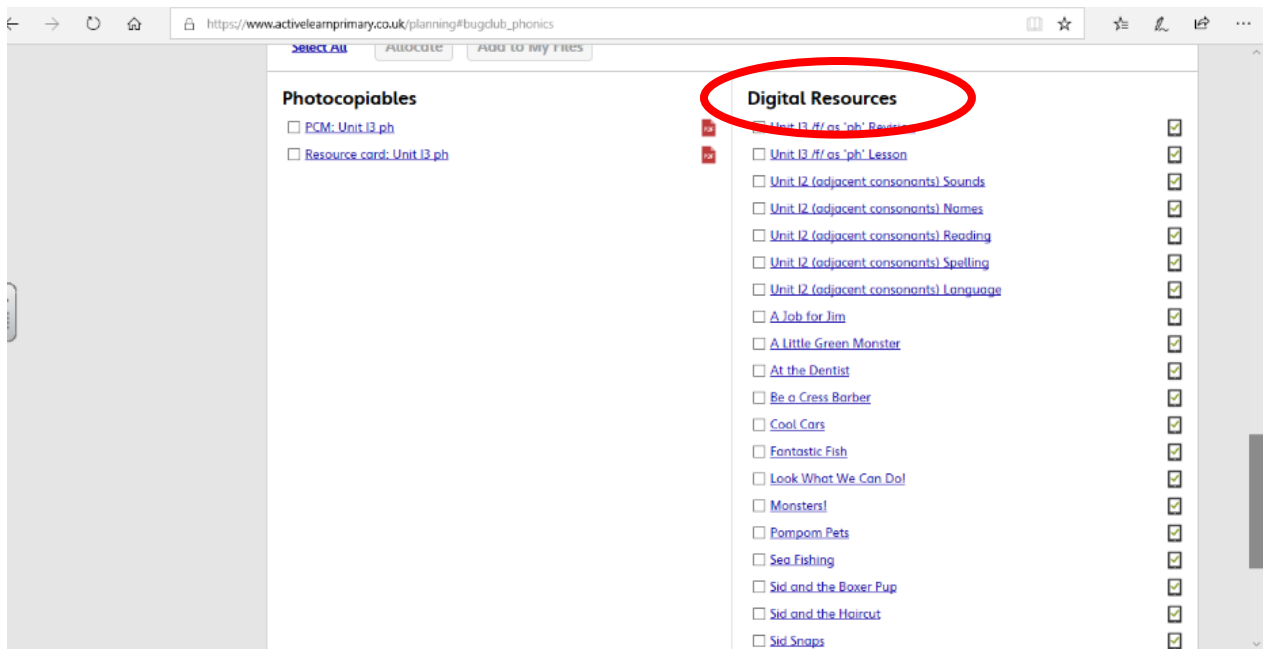 https://www.activelearnprimary.co.uk/planning#bugclub_phonics
Select All
Allocate
Add to My Files
Photocopiables
PCM: Unit 13 ph
PDF
Resource card: Unit 13 ph
PDF
Digital Resources
Unit 13 /f/ as 'ph' Revision
Unit 13 /f/ as 'ph' Lesson
Unit 12 (adjacent consonants) Sounds
Unit 12 (adjacent consonants) Names
Unit 12 (adjacent consonants) Reading
Unit 12 (adjacent consonants) Spelling
Unit 12 (adjacent consonants) Language
A Job for Jim
A Little Green Monster
At the Dentist
Be a Cress Barber
Cool Cars
Fantastic Fish
Look What We Can Do!
Monsters!
Pompom Pets
Sea Fishing
Sid and the Boxer Pup
Sid and the Haircut
Sid Snaps